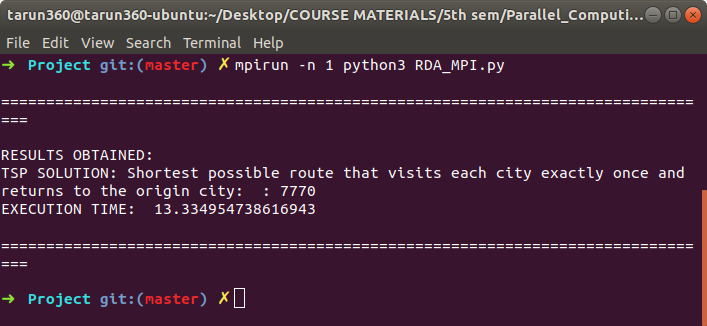 tarun360@tarun360-ubuntu:~/Desktop/COURSE MATERIALS/5th sem/Parallel_Computi...
File Edit View Search Terminal Help
➜ Project git:(master) ✗ mpirun -n 1 python3 RDA_MPI.py
=============================================================================
===
RESULTS OBTAINED:
TSP SOLUTION: Shortest possible route that visits each city exactly once and
returns to the origin city:  : 7770
EXECUTION TIME:  13.334954738616943
=============================================================================
===
➜ Project git:(master) ✗